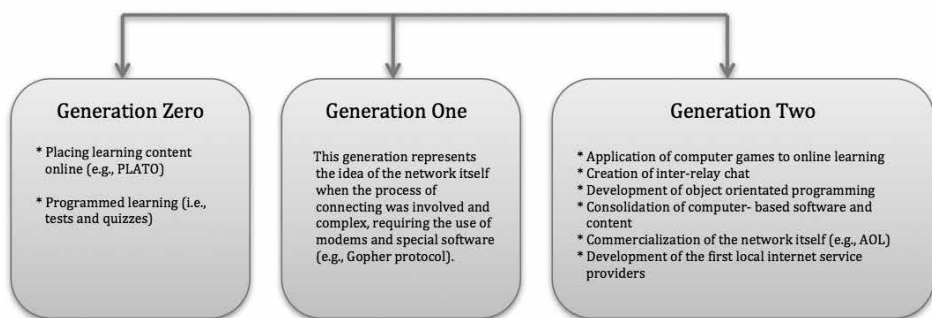 Generation Zero
* Placing learning content
online (e.g., PLATO)
* Programmed learning (i.e.,
tests and quizzes)
Generation One
This generation represents
the idea of the network itself
when the process of
connecting was involved and
complex, requiring the use of
modems and special software
(e.g., Gopher protocol).
Generation Two
* Application of computer games to online learning
* Creation of inter-relay chat
* Development of object orientated programming
* Consolidation of computer- based software and
content
* Commercialization of the network itself (e.g., AOL)
* Development of the first local internet service
providers